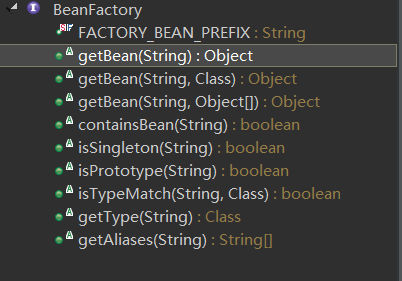 BeanFactory
FACTORY_BEAN_PREFIX : String
getBean(String) : Object
getBean(String, Class) : Object
getBean(String, Object[]) : Object
containsBean(String) : boolean
isSingleton(String) : boolean
isPrototype(String) : boolean
isTypeMatch(String, Class) : boolean
getType(String) : Class
getAliases(String) : String[]